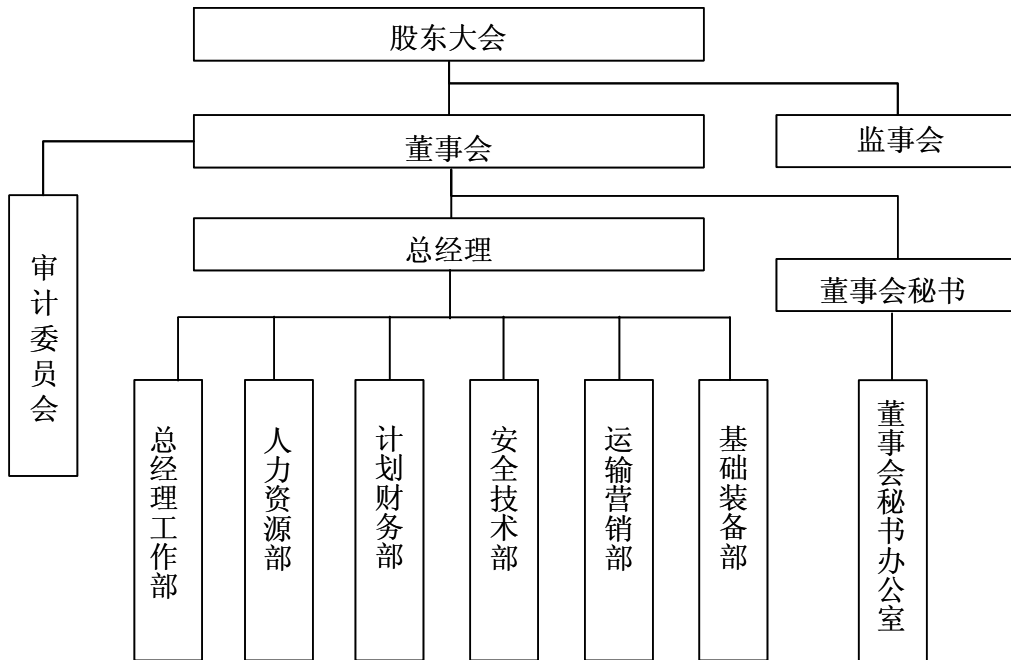 股东大会
董事会
监事会
总经理
董事会秘书
审计委员会
总经理工作部
人力资源部
计划财务部
安全技术部
运输营销部
基础装备部
董事会秘书办公室